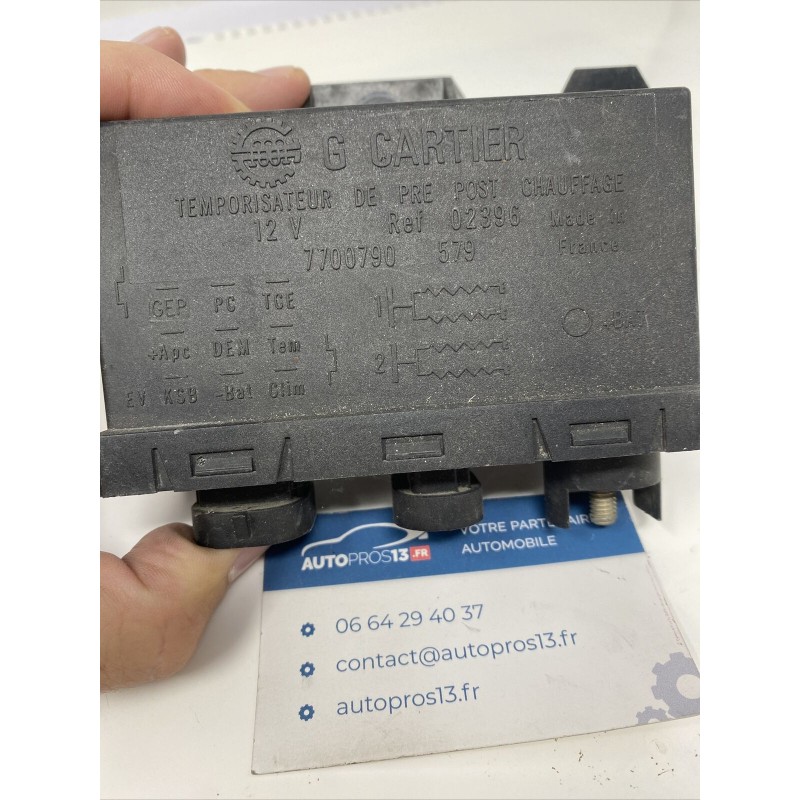 G CARTIER
TEMPORISATEUR DE PRE POST CHAUFFAGE
12 V Ref 02396 Made in
7700790 579 France
GEP PC TCE
+Apc DEM Tem
EV KSB -Bat Clim
1
2
VOTRE PARTENAIRE
AUTOMOBILE
AUTOPROS13.FR
06 64 29 40 37
contact@autopros13.fr
autopros13.fr